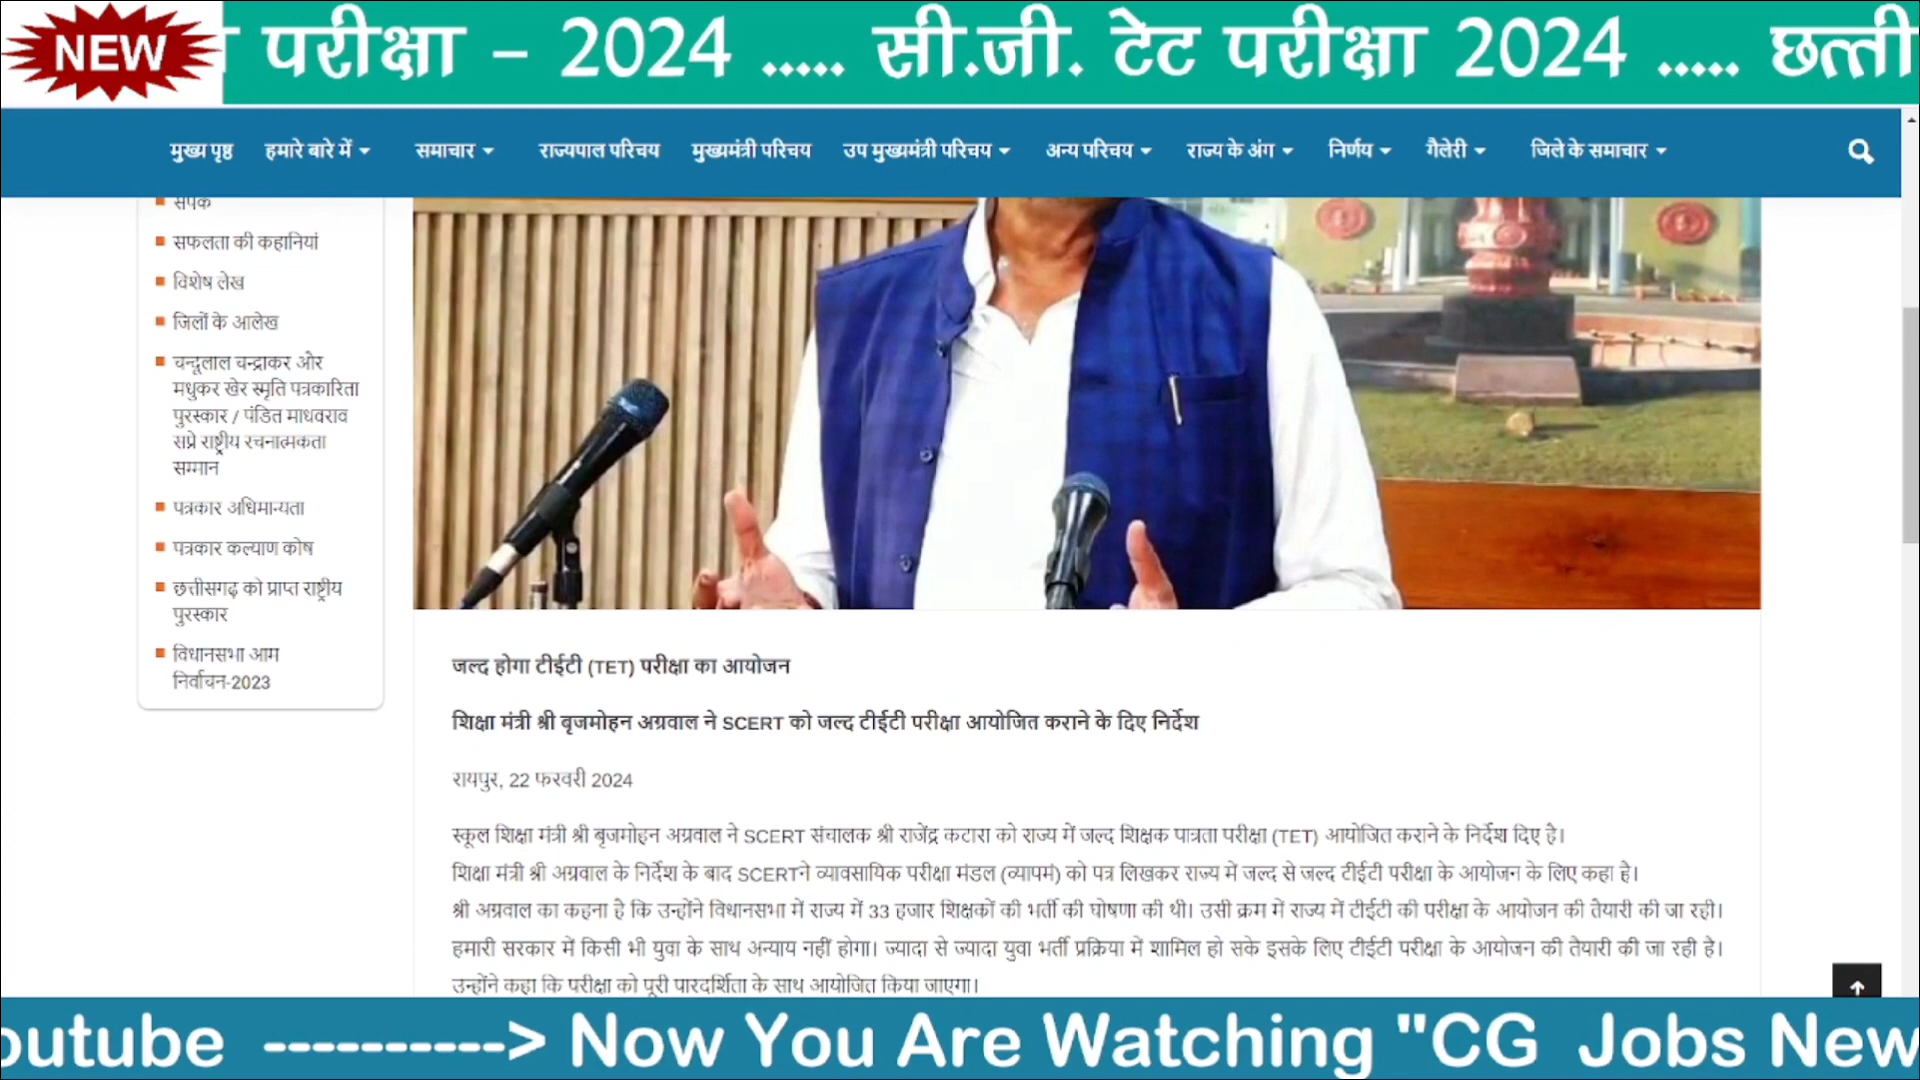 NEW
परीक्षा – 2024 ..... सी.जी. टेट परीक्षा 2024 ..... छत्ती
मुख्य पृष्ठ हमारे बारे में समाचार राज्यपाल परिचय मुख्यमंत्री परिचय उप मुख्यमंत्री परिचय अन्य परिचय राज्य के अंग निर्णय गैलेरी जिले के समाचार
संपर्क
सफलता की कहानियां
विशेष लेख
जिलों के आलेख
चन्दूलाल चन्द्राकर और
मधुकर खेर स्मृति पत्रकारिता
पुरस्कार / पंडित माधवराव
सप्रे राष्ट्रीय रचनात्मकता
सम्मान
पत्रकार अधिमान्यता
पत्रकार कल्याण कोष
छत्तीसगढ़ को प्राप्त राष्ट्रीय
पुरस्कार
विधानसभा आम
निर्वाचन-2023
जल्द होगा टीईटी (TET) परीक्षा का आयोजन
शिक्षा मंत्री श्री बृजमोहन अग्रवाल ने SCERT को जल्द टीईटी परीक्षा आयोजित कराने के दिए निर्देश
रायपुर, 22 फरवरी 2024
स्कूल शिक्षा मंत्री श्री बृजमोहन अग्रवाल ने SCERT संचालक श्री राजेंद्र कटारा को राज्य में जल्द शिक्षक पात्रता परीक्षा (TET) आयोजित कराने के निर्देश दिए है।
शिक्षा मंत्री श्री अग्रवाल के निर्देश के बाद SCERTने व्यावसायिक परीक्षा मंडल (व्यापमं) को पत्र लिखकर राज्य में जल्द से जल्द टीईटी परीक्षा के आयोजन के लिए कहा है।
श्री अग्रवाल का कहना है कि उन्होंने विधानसभा में राज्य में 33 हजार शिक्षकों की भर्ती की घोषणा की थी। उसी क्रम में राज्य में टीईटी की परीक्षा के आयोजन की तैयारी की जा रही।
हमारी सरकार में किसी भी युवा के साथ अन्याय नहीं होगा। ज्यादा से ज्यादा युवा भर्ती प्रक्रिया में शामिल हो सके इसके लिए टीईटी परीक्षा के आयोजन की तैयारी की जा रही है।
उन्होंने कहा कि परीक्षा को पूरी पारदर्शिता के साथ आयोजित किया जाएगा।
outube ----------> Now You Are Watching "CG Jobs New